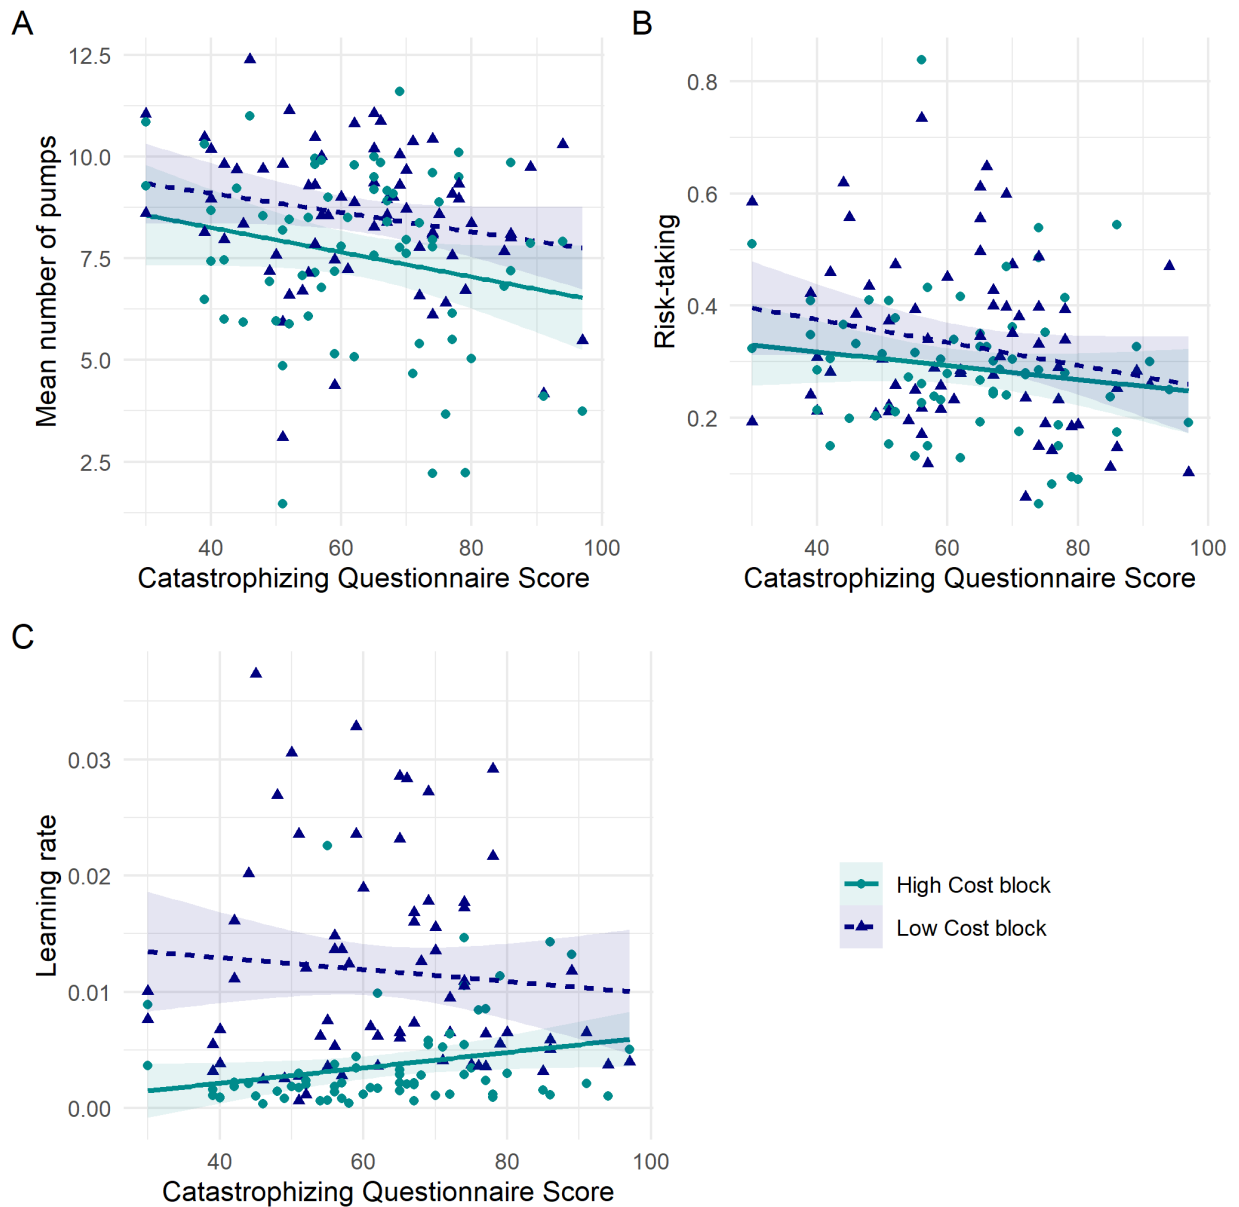 A
12.5
10.0
7.5
5.0
2.5
Mean number of pumps
40 60 80 100
Catastrophizing Questionnaire Score
B
0.8
0.6
0.4
0.2
Risk-taking
40 60 80 100
Catastrophizing Questionnaire Score
C
0.03
0.02
0.01
0.00
Learning rate
40 60 80 100
Catastrophizing Questionnaire Score
High Cost block
Low Cost block